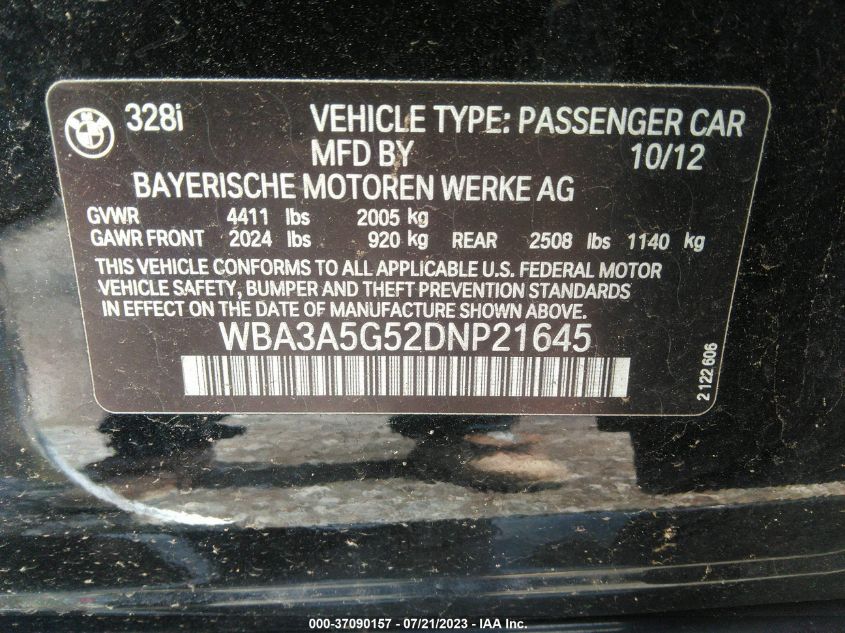 328i VEHICLE TYPE: PASSENGER CAR
MFD BY 10/12
BAYERISCHE MOTOREN WERKE AG
GVWR 4411 lbs 2005 kg
GAWR FRONT 2024 lbs 920 kg REAR 2508 lbs 1140 kg
THIS VEHICLE CONFORMS TO ALL APPLICABLE U.S. FEDERAL MOTOR
VEHICLE SAFETY, BUMPER AND THEFT PREVENTION STANDARDS
IN EFFECT ON THE DATE OF MANUFACTURE SHOWN ABOVE.
WBA3A5G52DNP21645
2 122 606
000-37090157 - 07/21/2023 - IAA Inc.